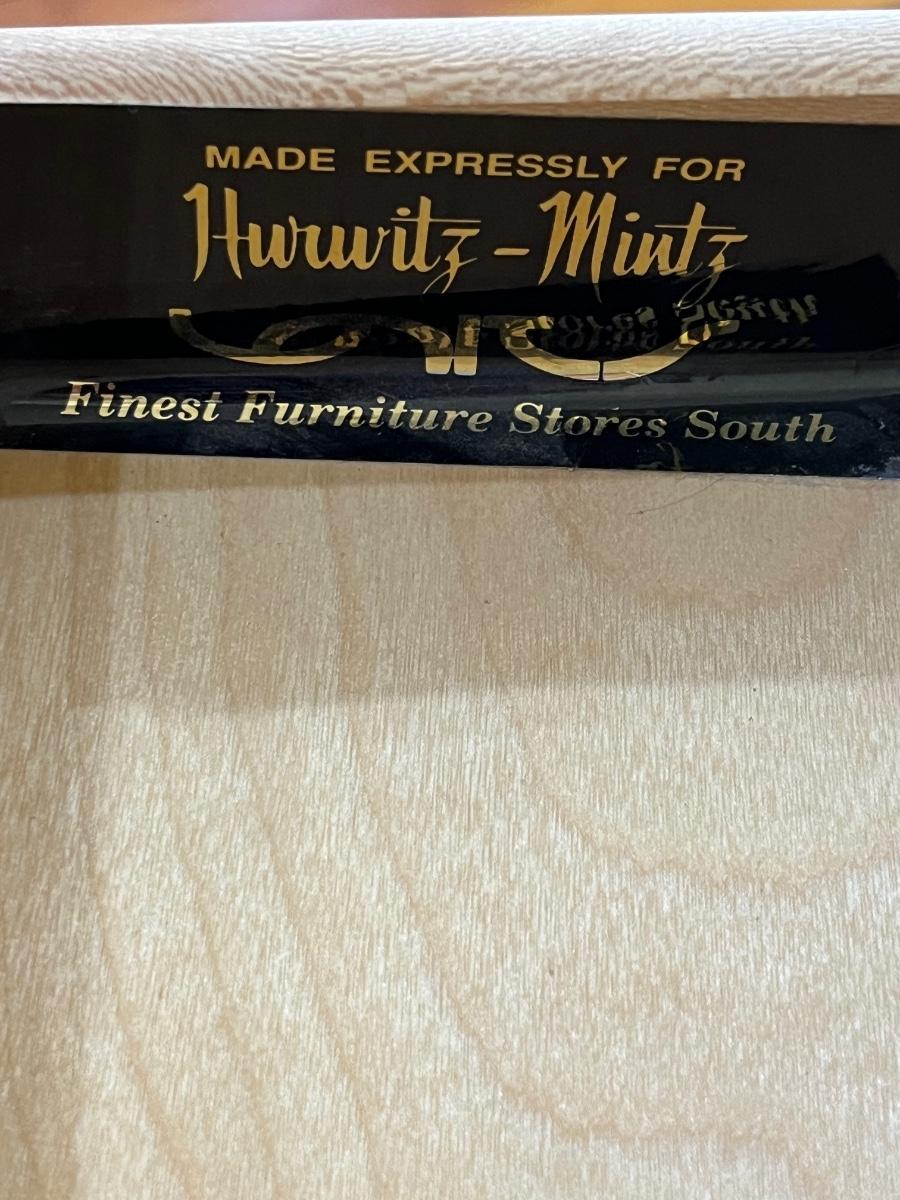 MADE EXPRESSLY FOR
Hurwitz-Mintz
Finest Furniture Stores South